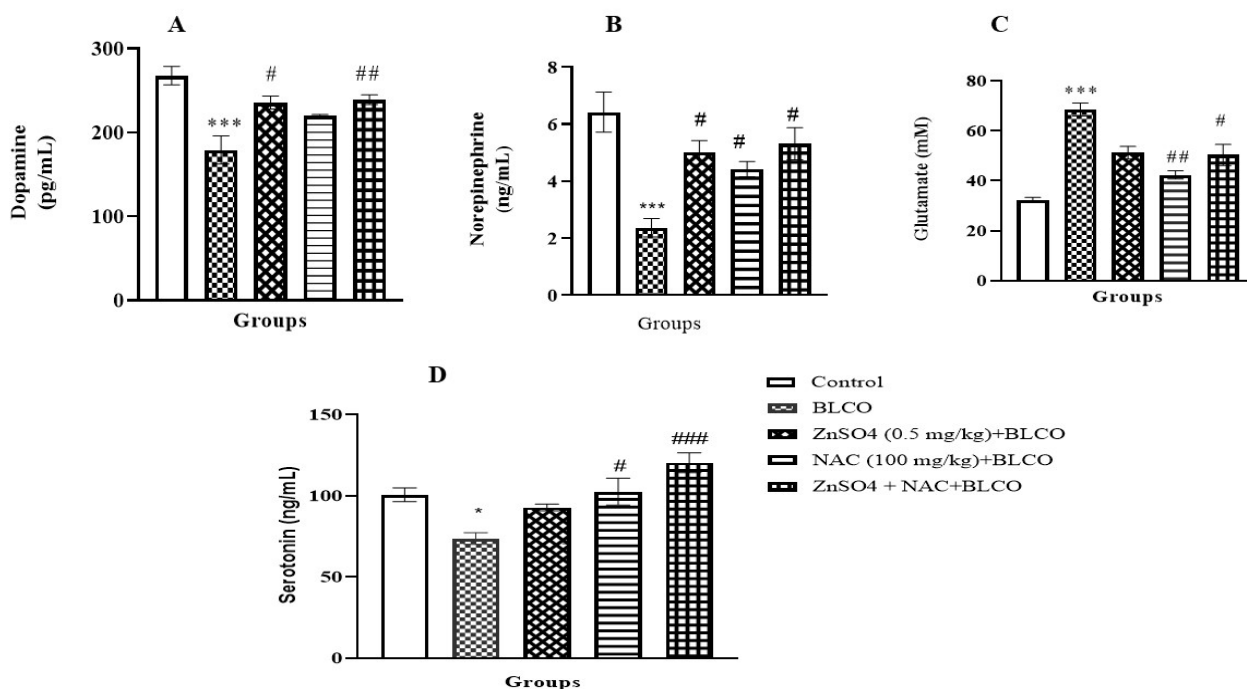 A
Dopamine
(pg/mL)
300
200
100
0
***
#
##
Groups
B
Norepinephrine
(ng/mL)
8
6
4
2
0
***
#
#
#
Groups
C
Glutamate (mM)
80
60
40
20
0
***
##
#
Groups
D
Serotonin (ng/mL)
150
100
50
0
*
#
###
Groups
Control
BLCO
ZnSO4 (0.5 mg/kg)+BLCO
NAC (100 mg/kg)+BLCO
ZnSO4 + NAC+BLCO